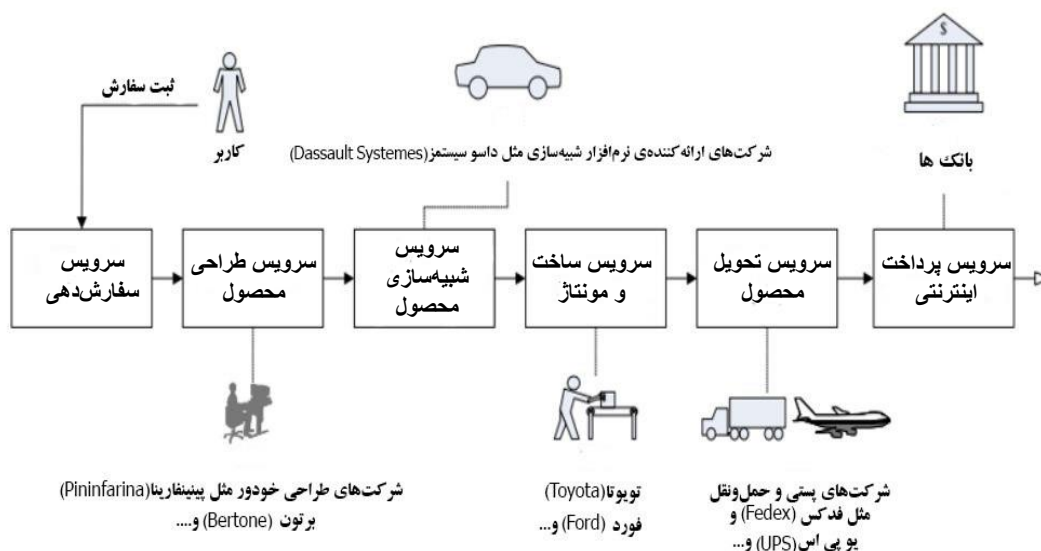 ثبت سفارش
کاربر
شرکت‌های ارائه‌کننده‌ی نرم‌افزار شبیه‌سازی مثل داسو سیستمز(Dassault Systemes)
$
بانک ها
سرویس
سفارش‌دهی
سرویس طراحی
محصول
سرویس
شبیه‌سازی
محصول
سرویس ساخت
و مونتاژ
سرویس تحویل
محصول
سرویس پرداخت
اینترنتی
شرکت‌های طراحی خودور مثل پینینفارینا(Pininfarina)
برتون (Bertone) و....
تویوتا(Toyota)
فورد (Ford) و...
شرکت‌های پستی و حمل‌ونقل
مثل فدکس (Fedex) و
یو پی اس(UPS) و...